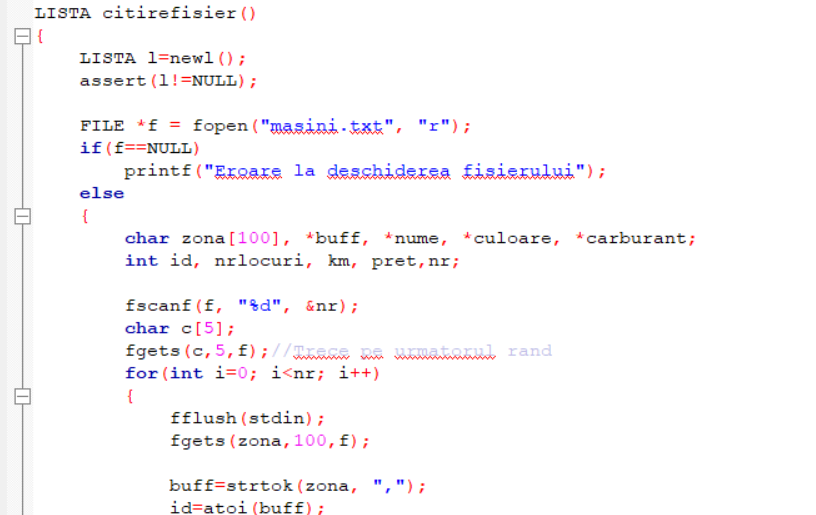 LISTA citirefisier()
{
LISTA l=newl();
assert(l!=NULL);
FILE *f = fopen("masini.txt", "r");
if(f==NULL)
printf("Eroare la deschiderea fisierului");
else
{
char zona[100], *buff, *nume, *culoare, *carburant;
int id, nrlocuri, km, pret,nr;
fscanf(f, "%d", &nr);
char c[5];
fgets(c,5,f);//Trece pe urmatorul rand
for(int i=0; i<nr; i++)
{
fflush(stdin);
fgets(zona,100,f);
buff=strtok(zona, ",");
id=atoi(buff);